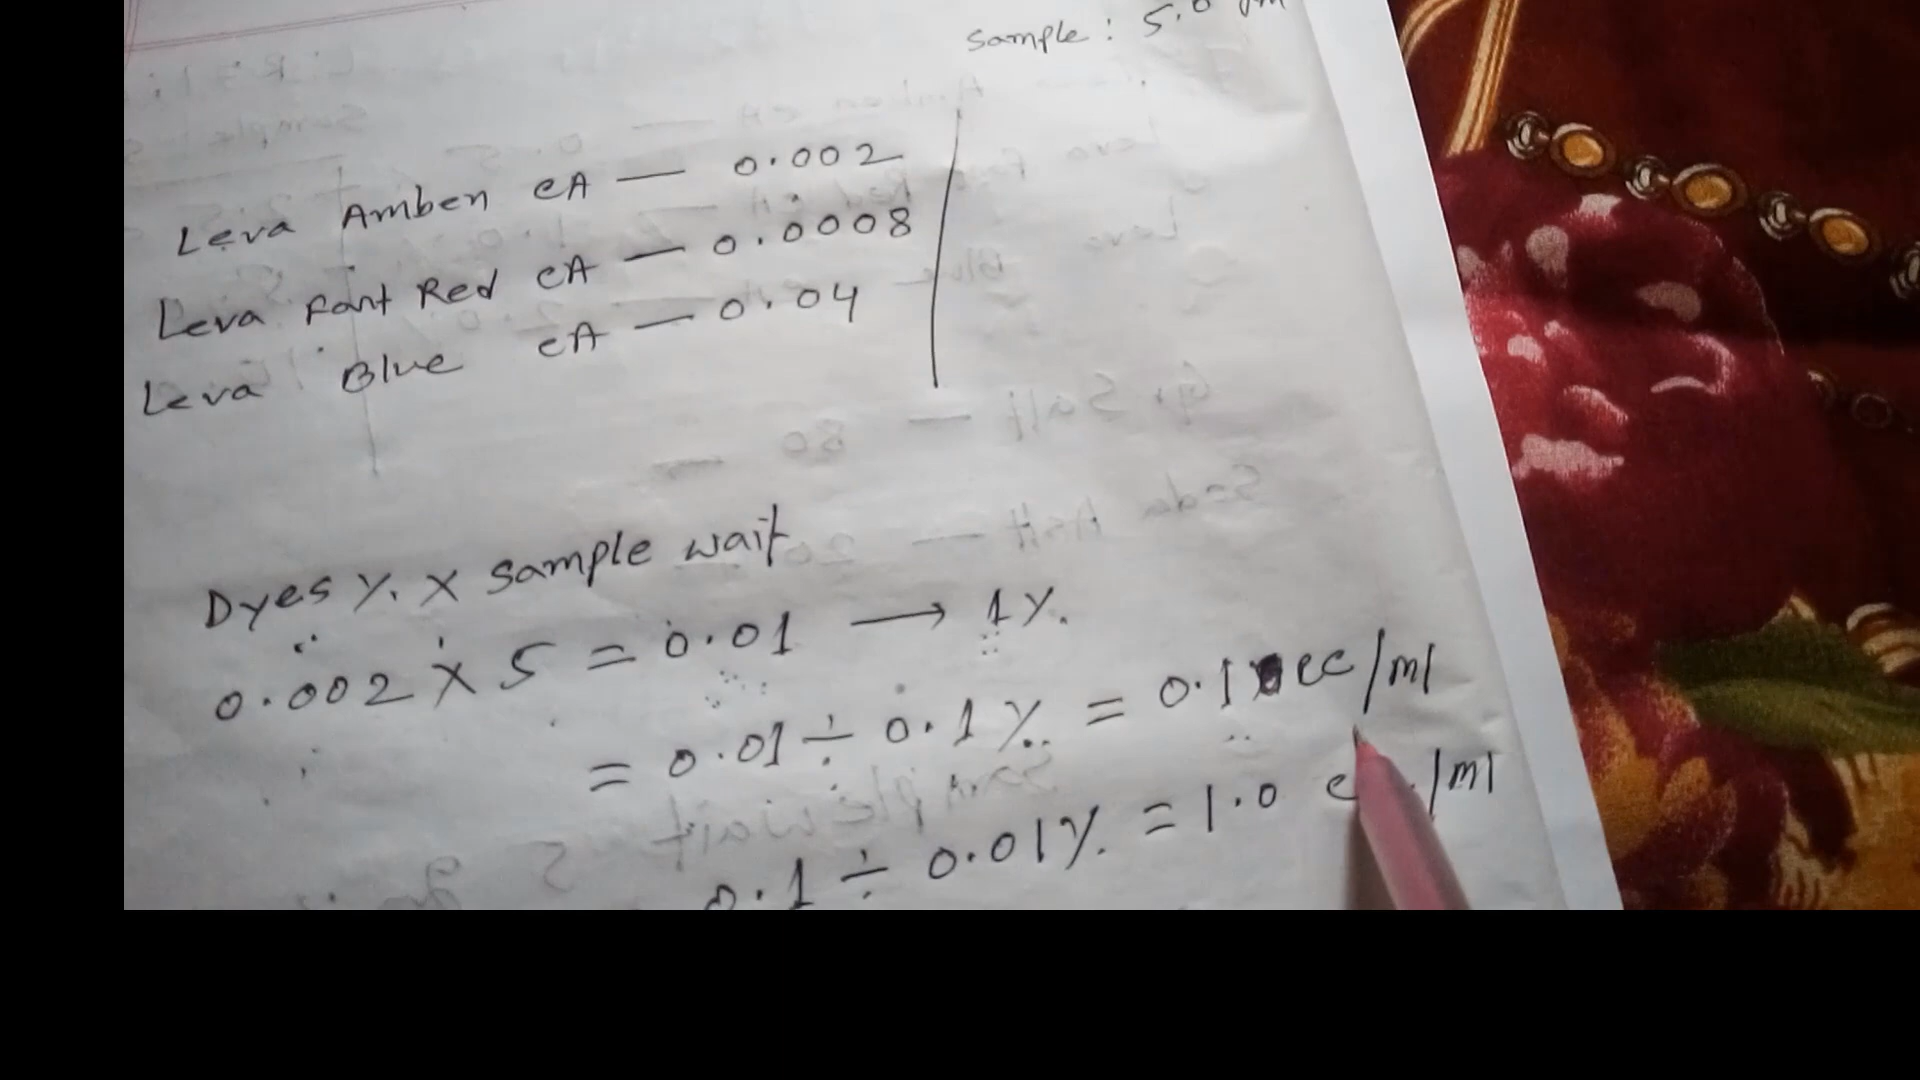 Sample : 5.0 gm
Leva Amben CA — 0.002
Leva Fant Red CA — 0.0008
Leva Blue CA — 0.04
Dyes % × Sample wait
0.002 × 5 = 0.01 → 1%
= 0.01 ÷ 0.1% = 0.1 cc/ml
0.1 ÷ 0.01% = 1.0 /ml